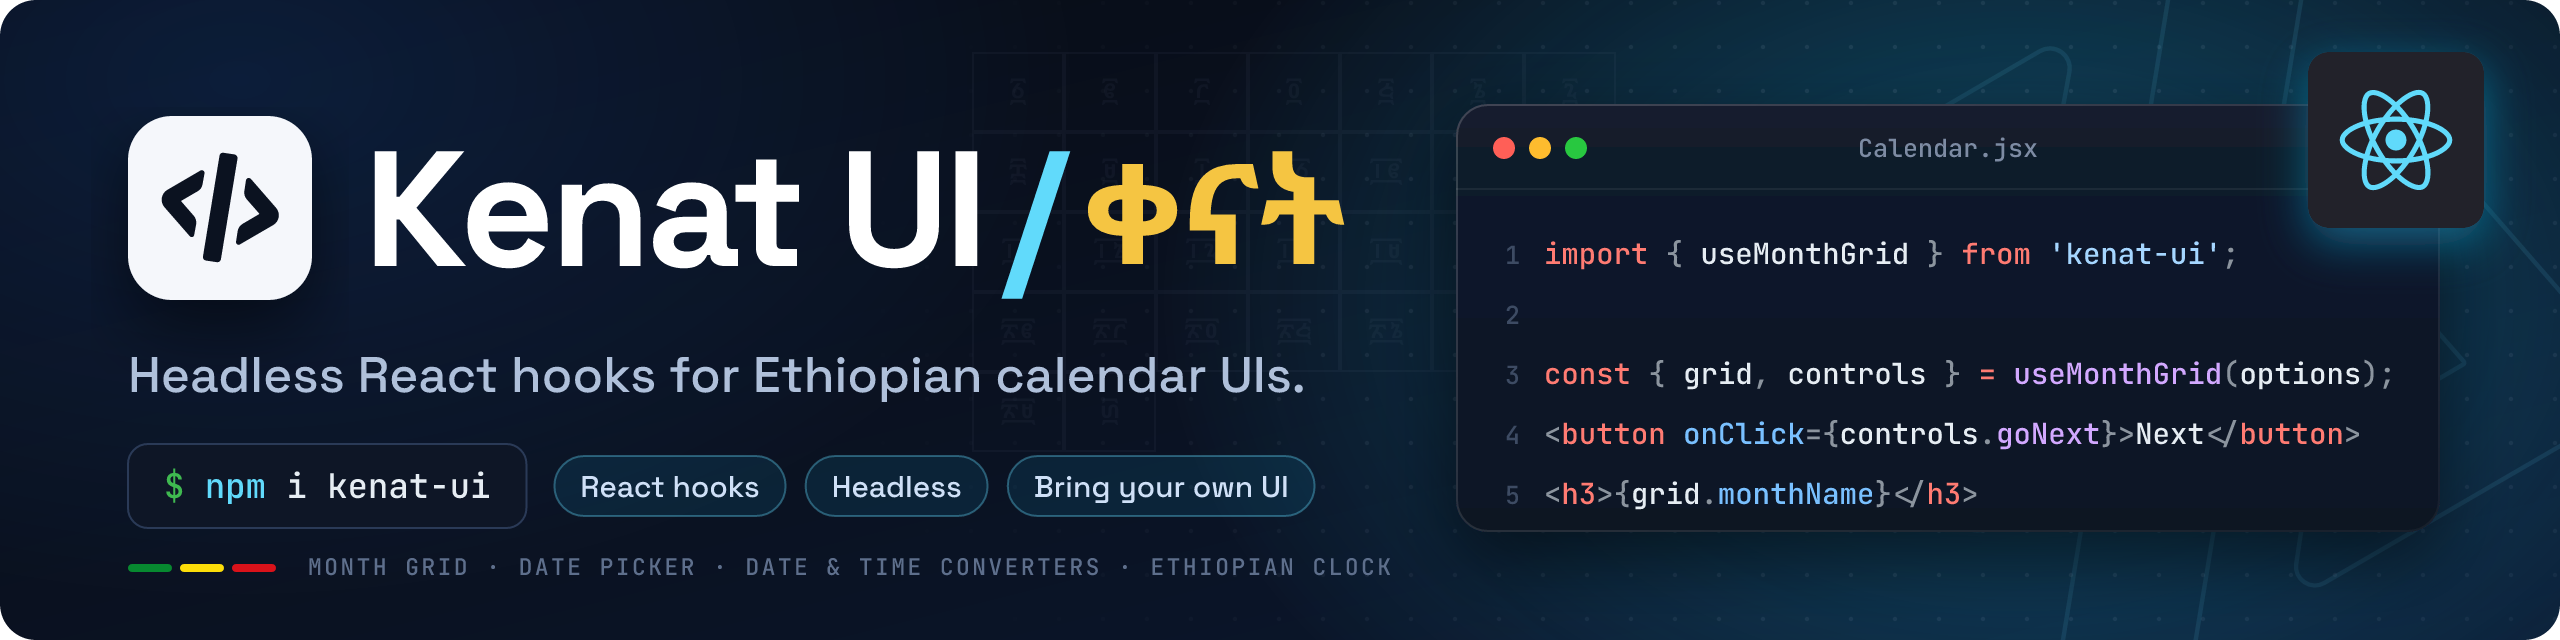 Kenat UI/ቀናት
Headless React hooks for Ethiopian calendar UIs.
$ npm i kenat-ui
React hooks
Headless
Bring your own UI
MONTH GRID · DATE PICKER · DATE & TIME CONVERTERS · ETHIOPIAN CLOCK
Calendar.jsx
1 import { useMonthGrid } from 'kenat-ui';
2
3 const { grid, controls } = useMonthGrid(options);
4 <button onClick={controls.goNext}>Next</button>
5 <h3>{grid.monthName}</h3>